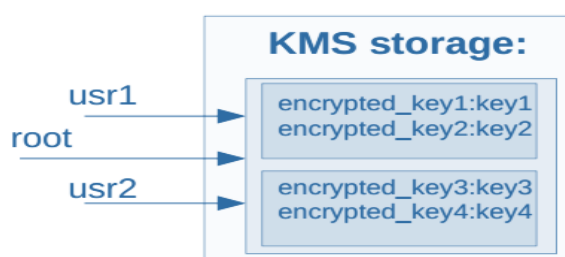 KMS storage:
usr1
encrypted_key1:key1
encrypted_key2:key2
root
usr2
encrypted_key3:key3
encrypted_key4:key4